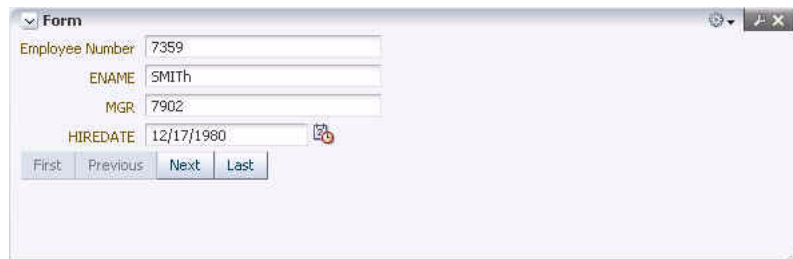 Form
Employee Number 7359
ENAME SMITh
MGR 7902
HIREDATE 12/17/1980
First Previous Next Last